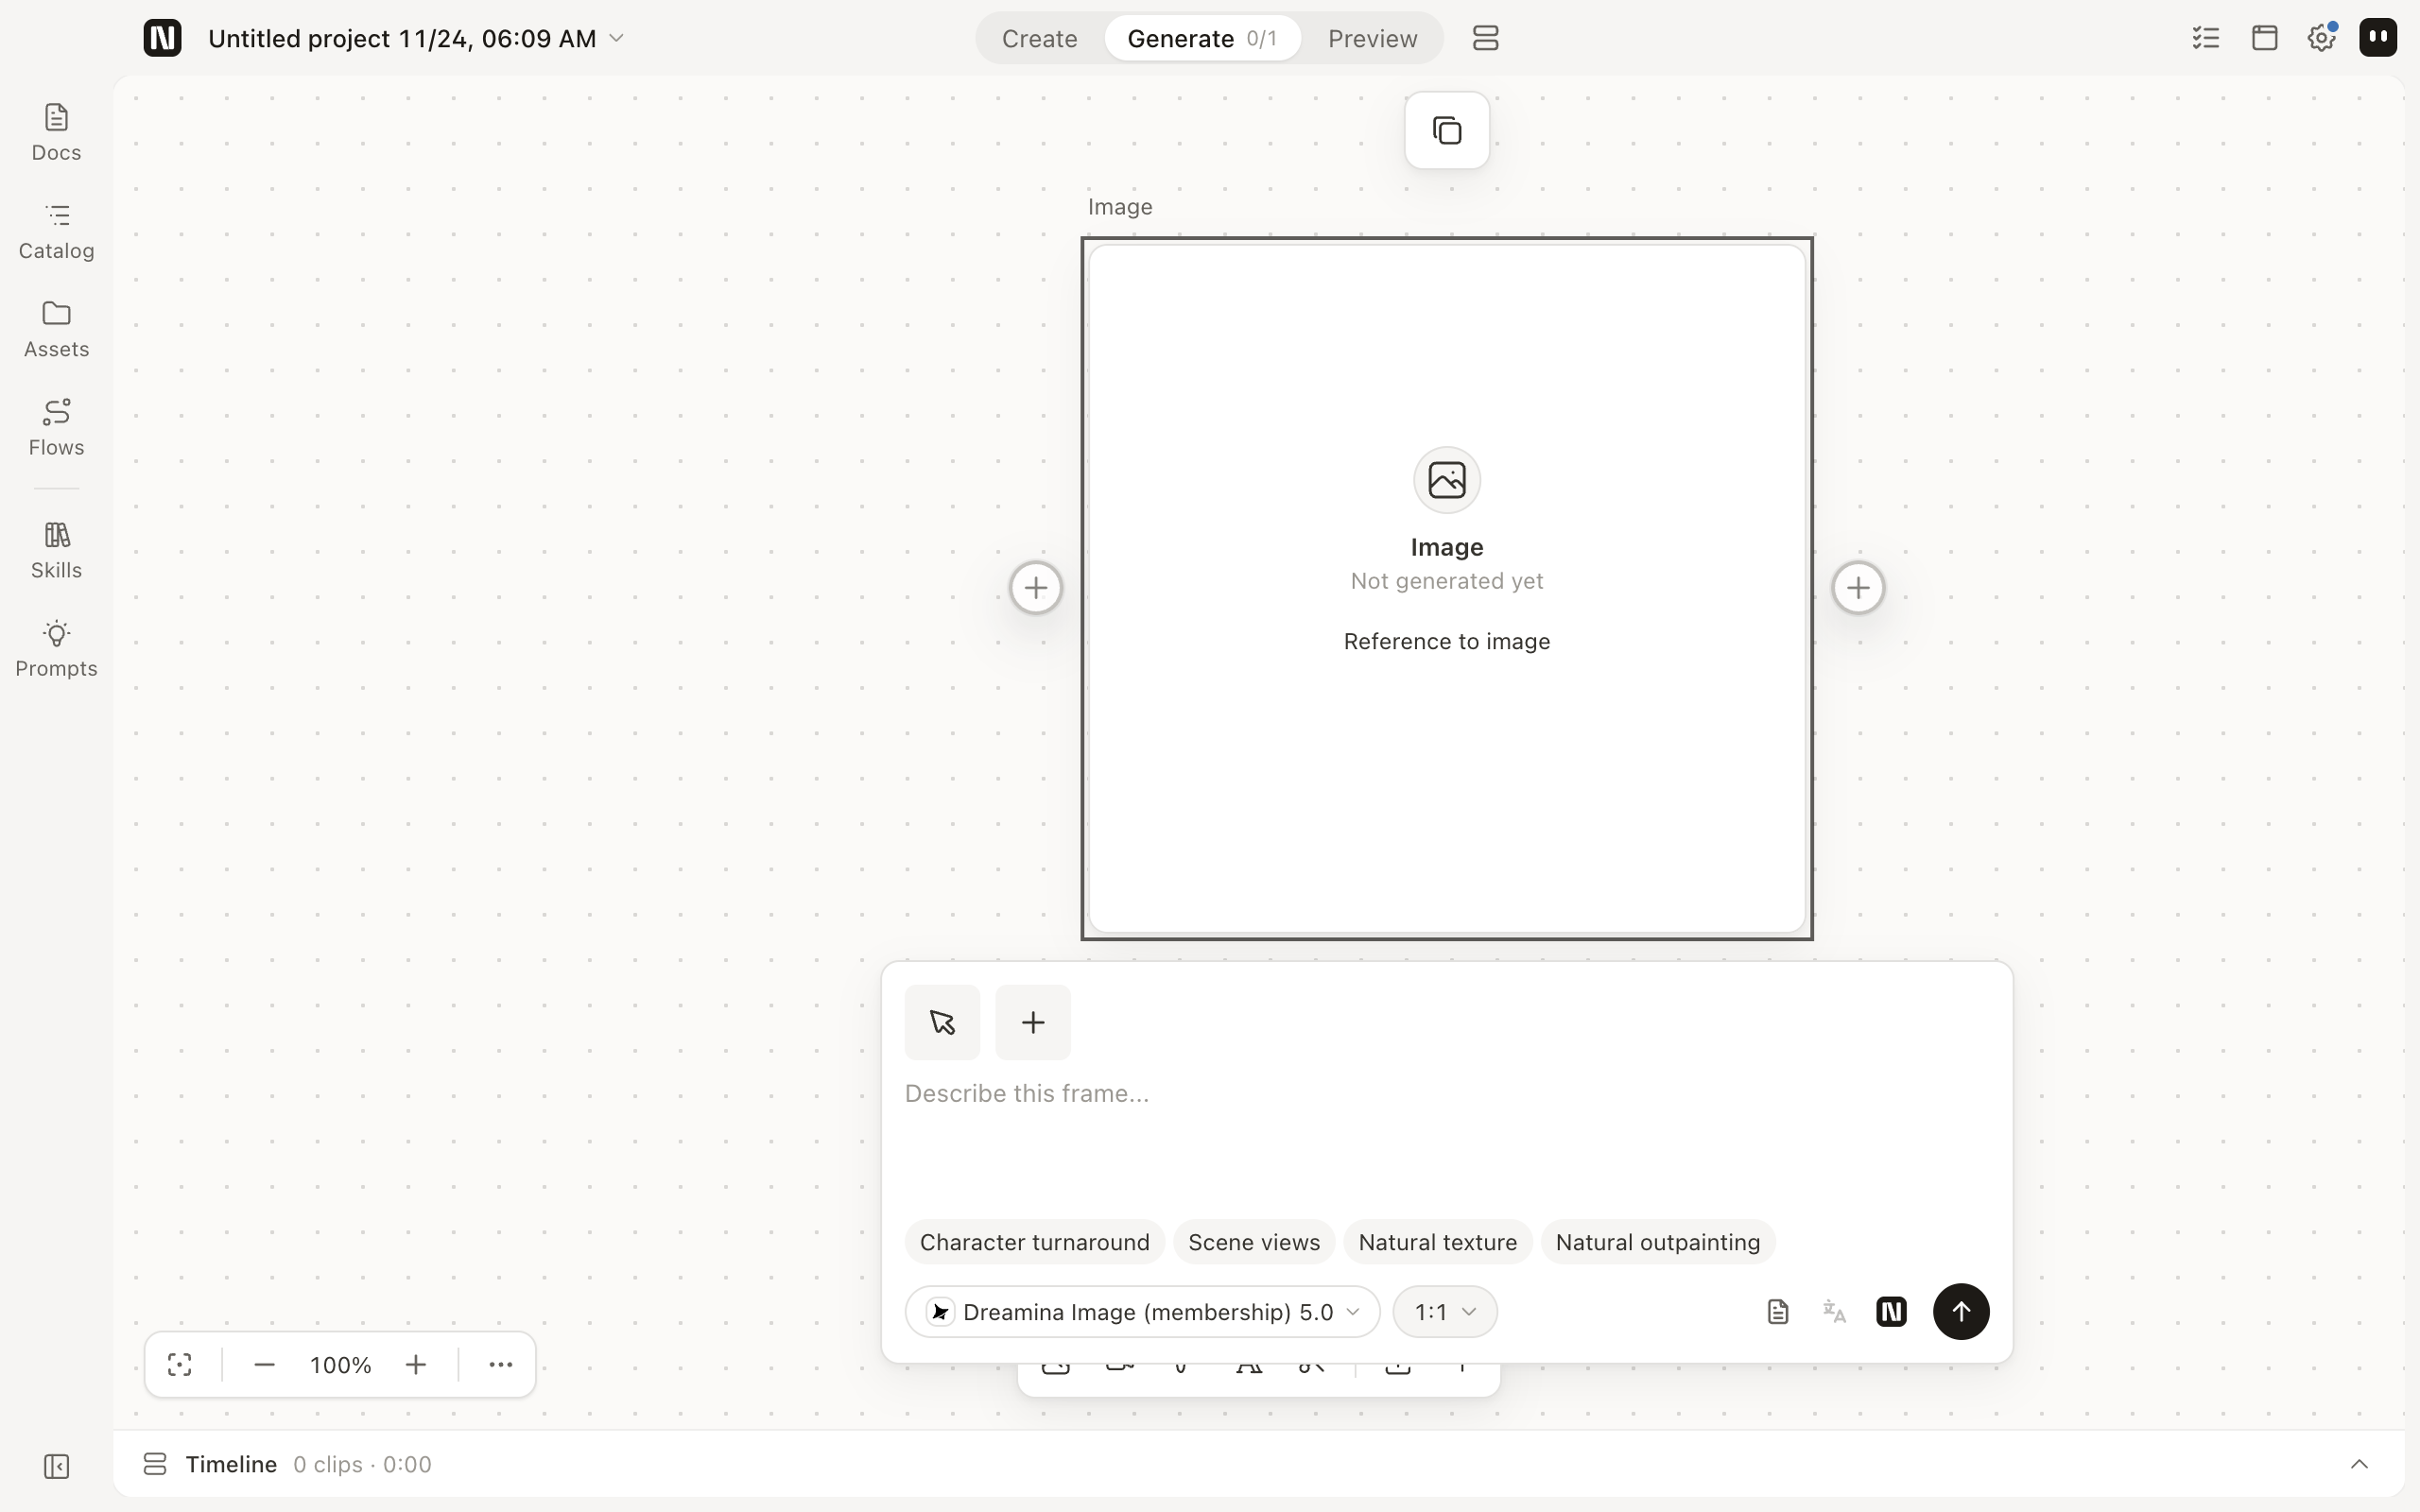 Untitled project 11/24, 06:09 AM
Create
Generate 0/1
Preview
Docs
Catalog
Assets
Flows
Skills
Prompts
Image
Image
Not generated yet
Reference to image
Describe this frame...
Character turnaround
Scene views
Natural texture
Natural outpainting
Dreamina Image (membership) 5.0
1:1
100%
Timeline 0 clips · 0:00